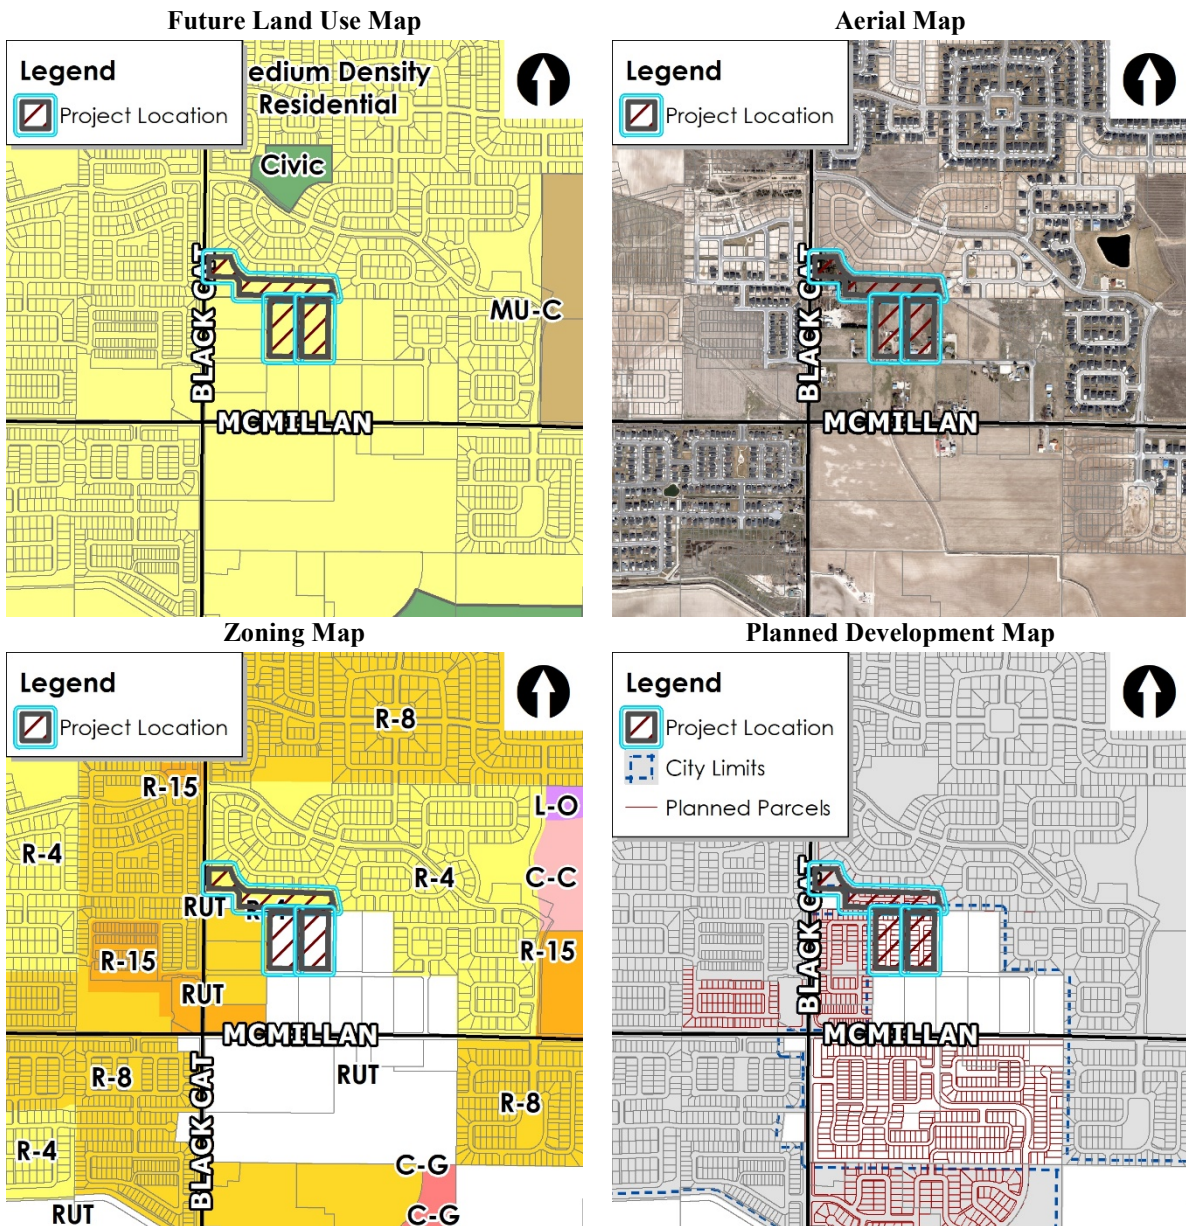 Future Land Use Map
Legend
Project Location
edium Density
Residential
Civic
BLACK CAT
MU-C
MCMILLAN
Aerial Map
Legend
Project Location
BLACK CAT
MCMILLAN
Zoning Map
Legend
Project Location
R-8
R-15
L-O
R-4
R-4
C-C
RUT
R-15
R-15
RUT
MCMILLAN
RUT
R-8
BLACK CAT
R-8
R-4
C-G
RUT
C-G
Planned Development Map
Legend
Project Location
City Limits
Planned Parcels
BLACK CAT
MCMILLAN